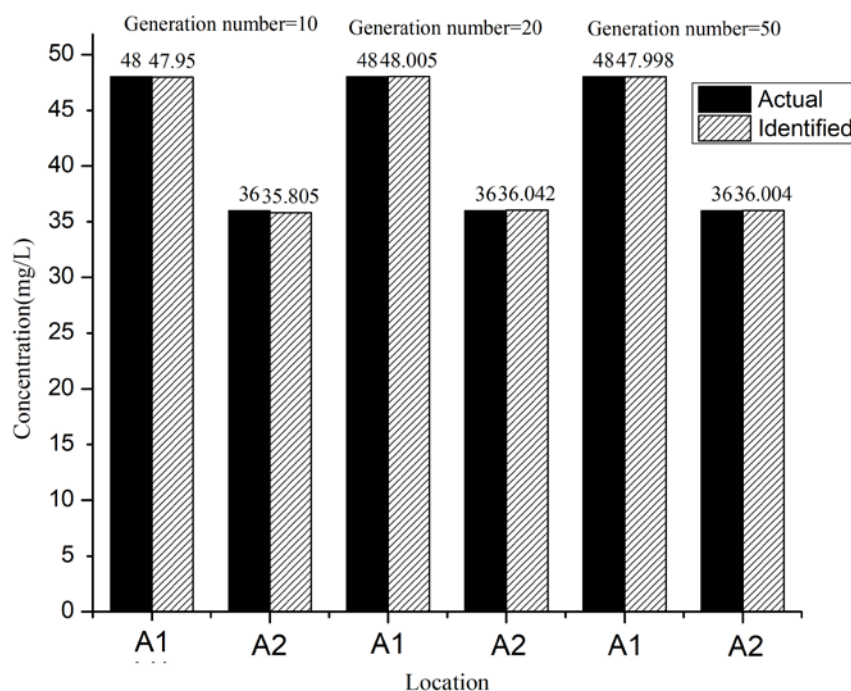 Generation number=10 Generation number=20 Generation number=50
50
48 47.95 48 48.005 48 47.998
Actual
Identified
45
40
36 35.805 36 36.042 36 36.004
35
30
25
20
15
10
5
0
Concentration(mg/L)
A1 A2 A1 A2 A1 A2
Location